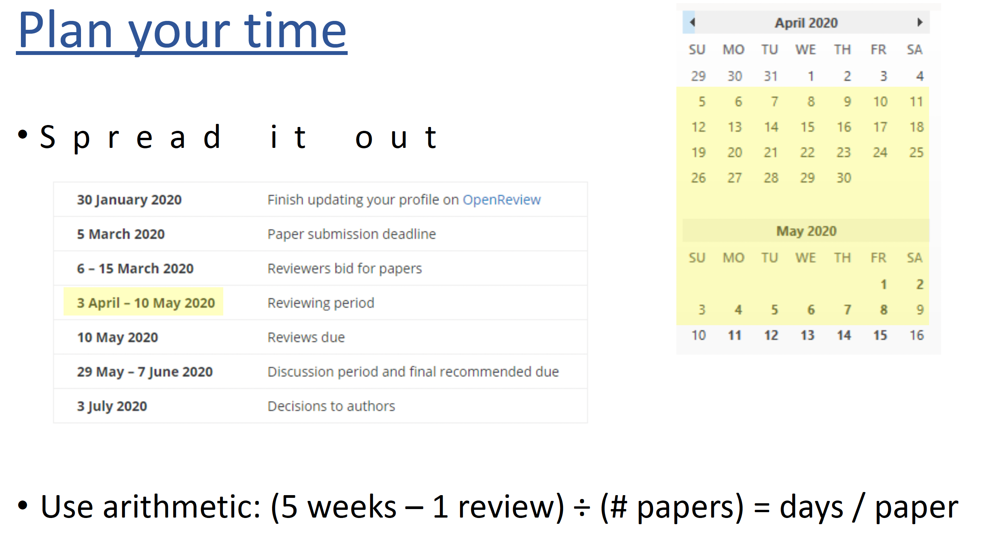 Plan your time
• Spread it out
30 January 2020 Finish updating your profile on OpenReview
5 March 2020 Paper submission deadline
6 – 15 March 2020 Reviewers bid for papers
3 April – 10 May 2020 Reviewing period
10 May 2020 Reviews due
29 May – 7 June 2020 Discussion period and final recommended due
3 July 2020 Decisions to authors
April 2020
SU MO TU WE TH FR SA
29 30 31 1 2 3 4
5 6 7 8 9 10 11
12 13 14 15 16 17 18
19 20 21 22 23 24 25
26 27 28 29 30
May 2020
SU MO TU WE TH FR SA
1 2
3 4 5 6 7 8 9
10 11 12 13 14 15 16
• Use arithmetic: (5 weeks – 1 review) ÷ (# papers) = days / paper